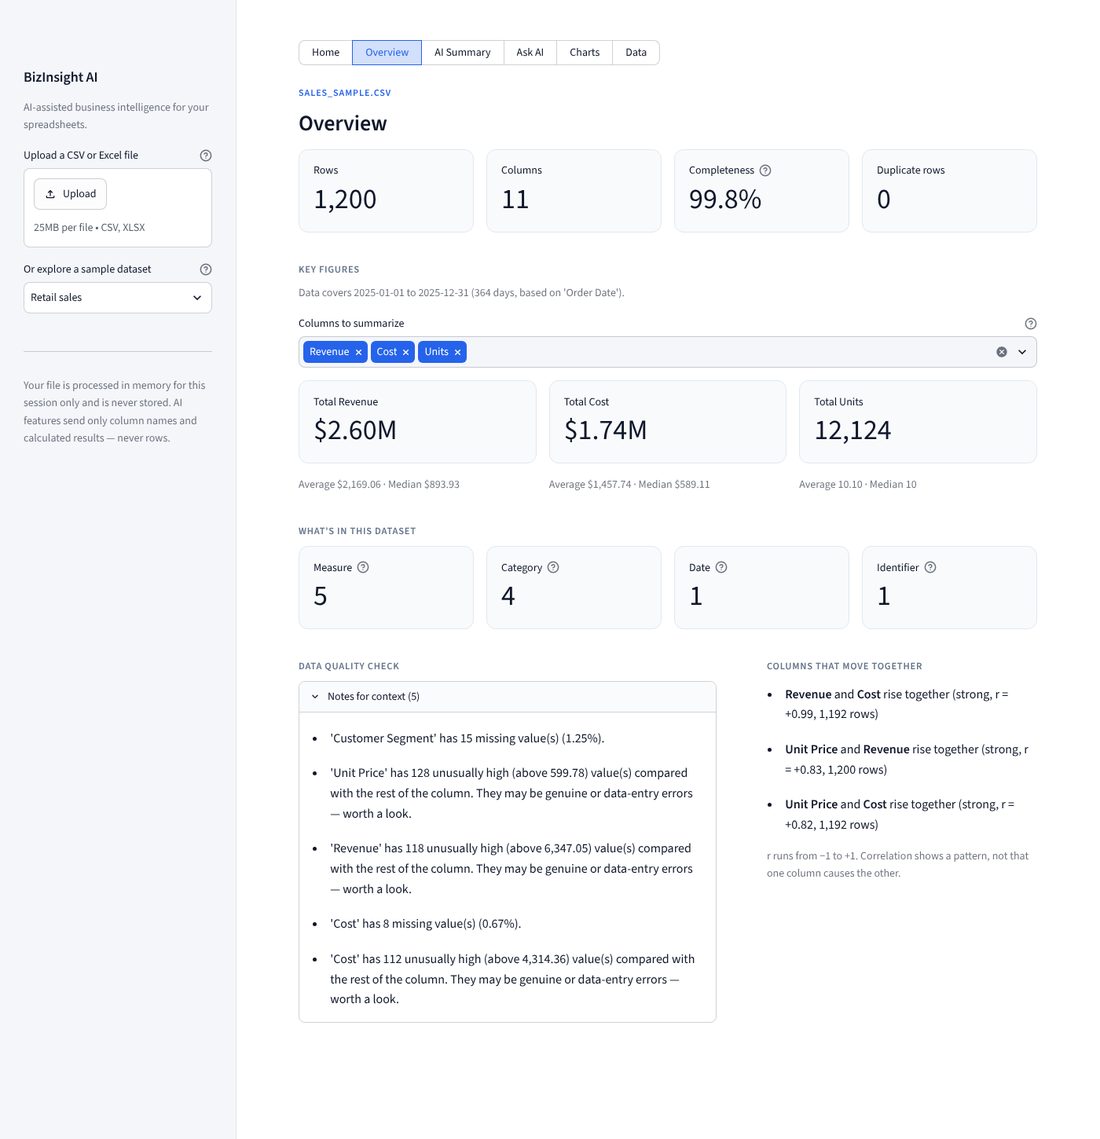 BizInsight AI
AI-assisted business intelligence for your
spreadsheets.
Upload a CSV or Excel file
Upload
25MB per file • CSV, XLSX
Or explore a sample dataset
Retail sales
Your file is processed in memory for this
session only and is never stored. AI
features send only column names and
calculated results — never rows.
Home
Overview
AI Summary
Ask AI
Charts
Data
SALES_SAMPLE.CSV
Overview
Rows
1,200
Columns
11
Completeness
99.8%
Duplicate rows
0
KEY FIGURES
Data covers 2025-01-01 to 2025-12-31 (364 days, based on 'Order Date').
Columns to summarize
Revenue
Cost
Units
Total Revenue
$2.60M
Average $2,169.06 · Median $893.93
Total Cost
$1.74M
Average $1,457.74 · Median $589.11
Total Units
12,124
Average 10.10 · Median 10
WHAT'S IN THIS DATASET
Measure
5
Category
4
Date
1
Identifier
1
DATA QUALITY CHECK
Notes for context (5)
• 'Customer Segment' has 15 missing value(s) (1.25%).
• 'Unit Price' has 128 unusually high (above 599.78) value(s) compared
with the rest of the column. They may be genuine or data-entry errors
— worth a look.
• 'Revenue' has 118 unusually high (above 6,347.05) value(s) compared
with the rest of the column. They may be genuine or data-entry errors
— worth a look.
• 'Cost' has 8 missing value(s) (0.67%).
• 'Cost' has 112 unusually high (above 4,314.36) value(s) compared with
the rest of the column. They may be genuine or data-entry errors —
worth a look.
COLUMNS THAT MOVE TOGETHER
• Revenue and Cost rise together (strong, r =
+0.99, 1,192 rows)
• Unit Price and Revenue rise together (strong, r
= +0.83, 1,200 rows)
• Unit Price and Cost rise together (strong, r =
+0.82, 1,192 rows)
r runs from −1 to +1. Correlation shows a pattern, not that
one column causes the other.